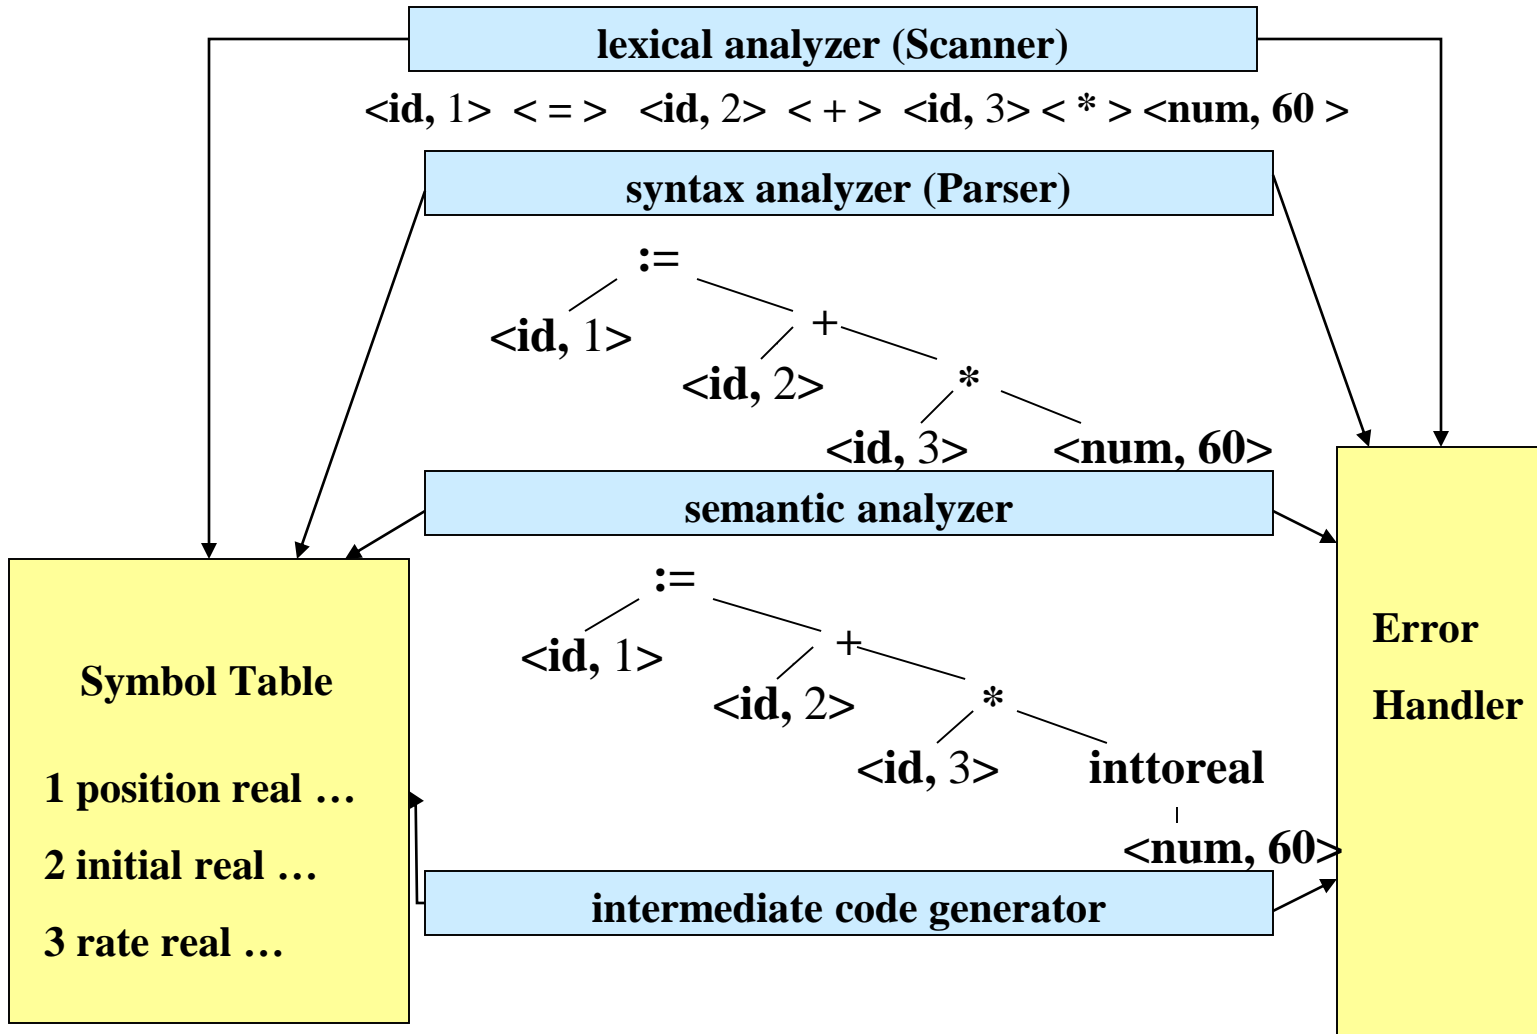 lexical analyzer (Scanner)
<id, 1> < = > <id, 2> < + > <id, 3> < * > <num, 60 >
syntax analyzer (Parser)
:=
<id, 1> +
<id, 2> *
<id, 3> <num, 60>
semantic analyzer
:=
<id, 1> +
<id, 2> *
<id, 3> inttoreal
<num, 60>
intermediate code generator
Symbol Table
1 position real …
2 initial real …
3 rate real …
Error
Handler